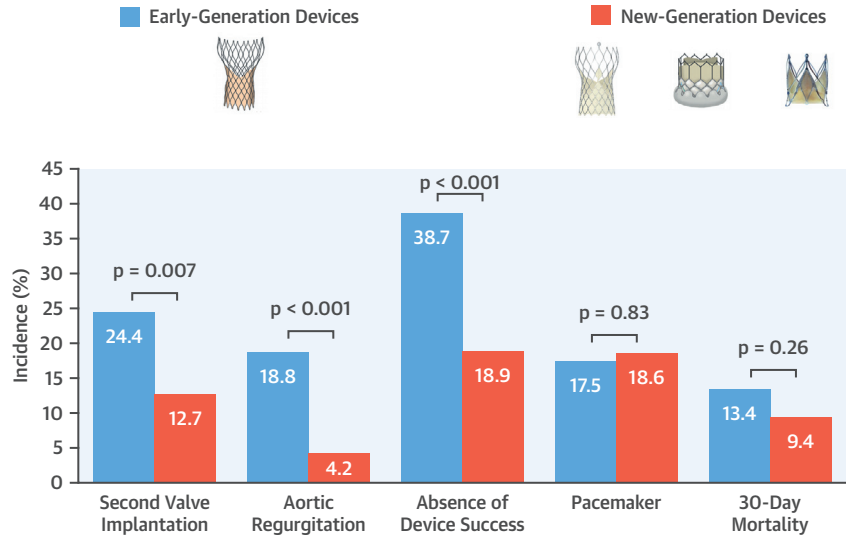 Early-Generation Devices
New-Generation Devices
45
40
35
30
25
20
15
10
5
0
Incidence (%)
p = 0.007
24.4
12.7
p < 0.001
18.8
4.2
p < 0.001
38.7
18.9
p = 0.83
17.5
18.6
p = 0.26
13.4
9.4
Second Valve
Implantation
Aortic
Regurgitation
Absence of
Device Success
Pacemaker
30-Day
Mortality